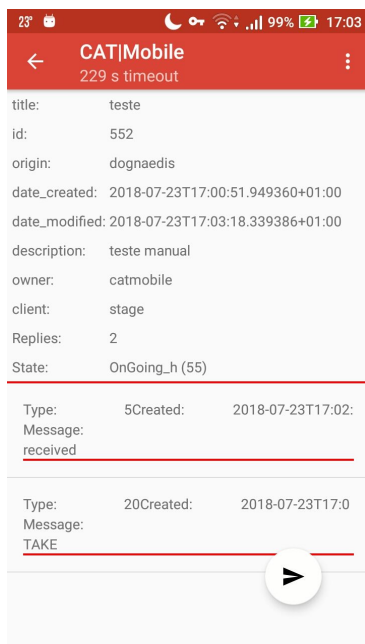 23° 99% 17:03
CAT|Mobile
229 s timeout
title: teste
id: 552
origin: dognaedis
date_created: 2018-07-23T17:00:51.949360+01:00
date_modified: 2018-07-23T17:03:18.339386+01:00
description: teste manual
owner: catmobile
client: stage
Replies: 2
State: OnGoing_h (55)
Type: 5Created: 2018-07-23T17:02:
Message:
received
Type: 20Created: 2018-07-23T17:0
Message:
TAKE